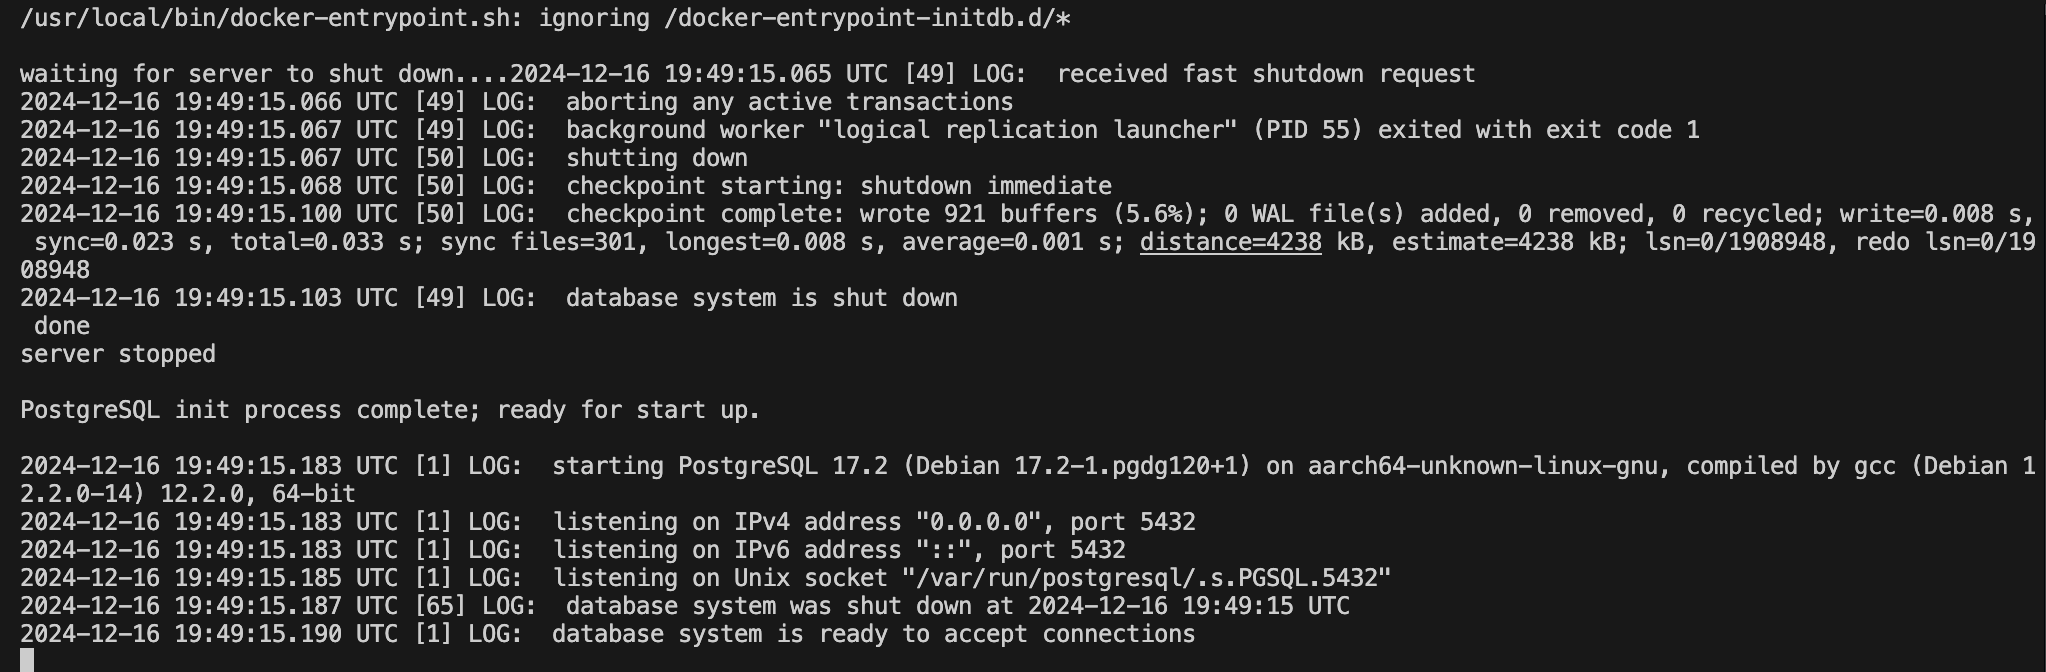 /usr/local/bin/docker-entrypoint.sh: ignoring /docker-entrypoint-initdb.d/*
waiting for server to shut down....2024-12-16 19:49:15.065 UTC [49] LOG:  received fast shutdown request
2024-12-16 19:49:15.066 UTC [49] LOG:  aborting any active transactions
2024-12-16 19:49:15.067 UTC [49] LOG:  background worker "logical replication launcher" (PID 55) exited with exit code 1
2024-12-16 19:49:15.067 UTC [50] LOG:  shutting down
2024-12-16 19:49:15.068 UTC [50] LOG:  checkpoint starting: shutdown immediate
2024-12-16 19:49:15.100 UTC [50] LOG:  checkpoint complete: wrote 921 buffers (5.6%); 0 WAL file(s) added, 0 removed, 0 recycled; write=0.008 s,
 sync=0.023 s, total=0.033 s; sync files=301, longest=0.008 s, average=0.001 s; distance=4238 kB, estimate=4238 kB; lsn=0/1908948, redo lsn=0/19
08948
2024-12-16 19:49:15.103 UTC [49] LOG:  database system is shut down
 done
server stopped
PostgreSQL init process complete; ready for start up.
2024-12-16 19:49:15.183 UTC [1] LOG:  starting PostgreSQL 17.2 (Debian 17.2-1.pgdg120+1) on aarch64-unknown-linux-gnu, compiled by gcc (Debian 1
2.2.0-14) 12.2.0, 64-bit
2024-12-16 19:49:15.183 UTC [1] LOG:  listening on IPv4 address "0.0.0.0", port 5432
2024-12-16 19:49:15.183 UTC [1] LOG:  listening on IPv6 address "::", port 5432
2024-12-16 19:49:15.185 UTC [1] LOG:  listening on Unix socket "/var/run/postgresql/.s.PGSQL.5432"
2024-12-16 19:49:15.187 UTC [65] LOG:  database system was shut down at 2024-12-16 19:49:15 UTC
2024-12-16 19:49:15.190 UTC [1] LOG:  database system is ready to accept connections